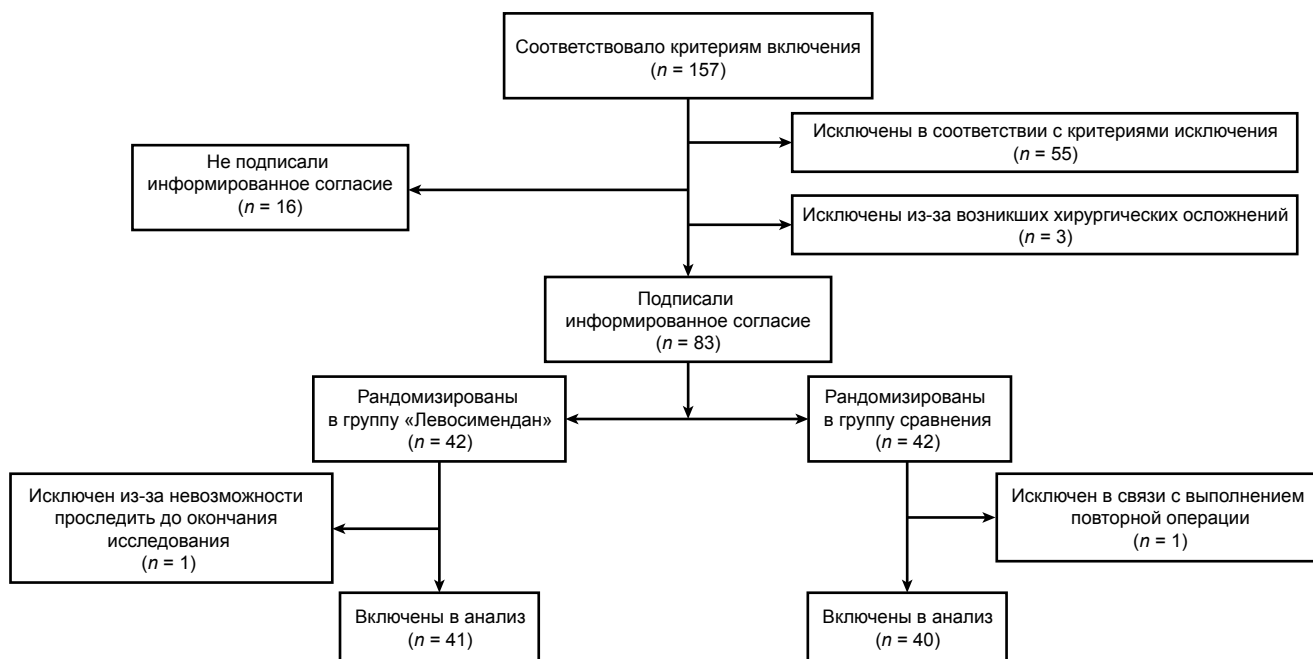 Соответствовало критериям включения
(n = 157)
Исключены в соответствии с критериями исключения
(n = 55)
Не подписали
информированное согласие
(n = 16)
Исключены из-за возникших хирургических осложнений
(n = 3)
Подписали
информированное согласие
(n = 83)
Рандомизированы
в группу «Левосимендан»
(n = 42)
Рандомизированы
в группу сравнения
(n = 42)
Исключен из-за невозможности
проследить до окончания
исследования
(n = 1)
Исключен в связи с выполнением
повторной операции
(n = 1)
Включены в анализ
(n = 41)
Включены в анализ
(n = 40)